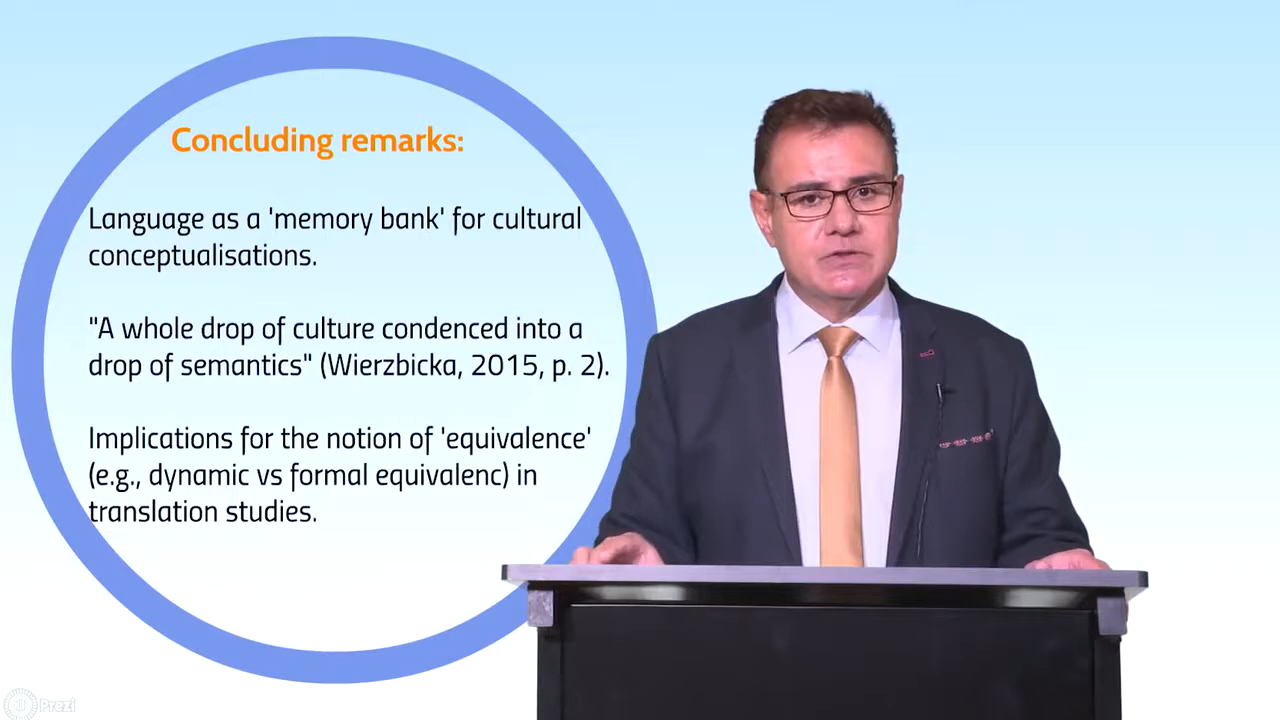 Concluding remarks:
Language as a 'memory bank' for cultural
conceptualisations.
"A whole drop of culture condenced into a
drop of semantics" (Wierzbicka, 2015, p. 2).
Implications for the notion of 'equivalence'
(e.g., dynamic vs formal equivalenc) in
translation studies.
Prezi